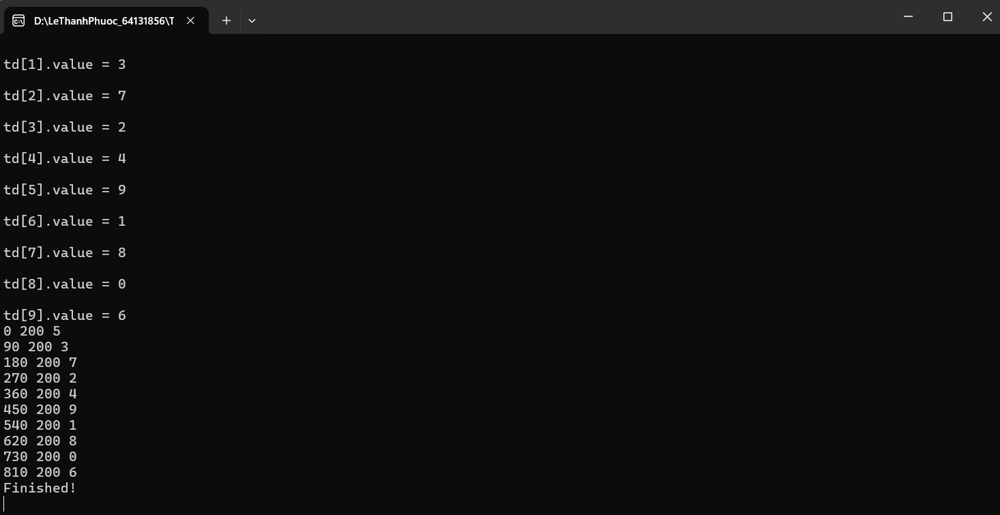 D:\LeThanhPhuoc_64131856\T
td[1].value = 3
td[2].value = 7
td[3].value = 2
td[4].value = 4
td[5].value = 9
td[6].value = 1
td[7].value = 8
td[8].value = 0
td[9].value = 6
0 200 5
90 200 3
180 200 7
270 200 2
360 200 4
450 200 9
540 200 1
620 200 8
730 200 0
810 200 6
Finished!